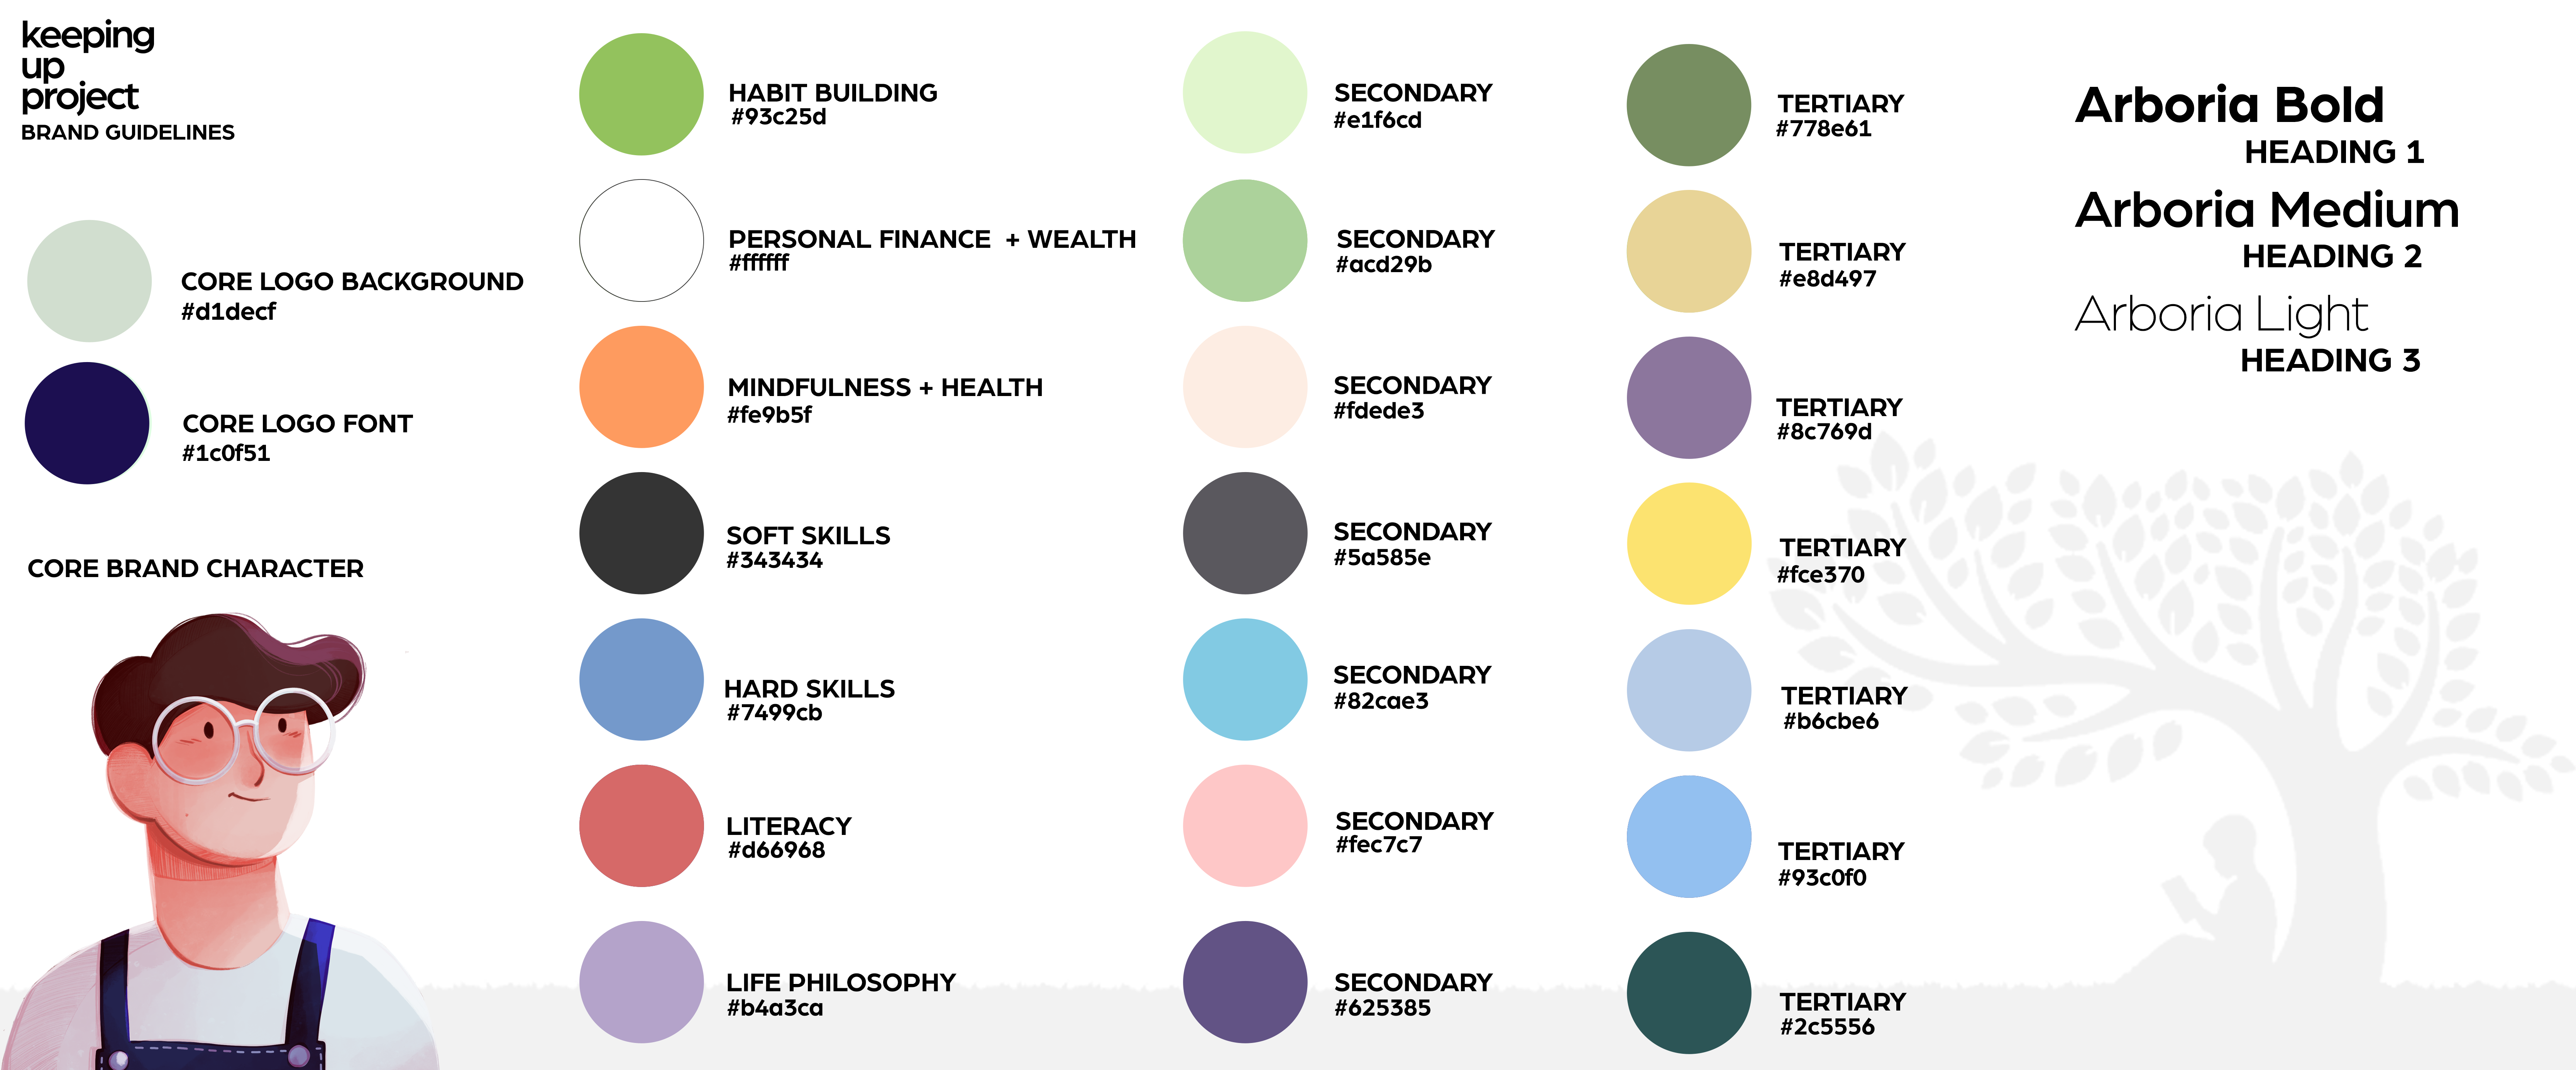 keeping
up
project
BRAND GUIDELINES
CORE LOGO BACKGROUND
#d1decf
CORE LOGO FONT
#1c0f51
CORE BRAND CHARACTER
HABIT BUILDING
#93c25d
PERSONAL FINANCE + WEALTH
#ffffff
MINDFULNESS + HEALTH
#fe9b5f
SOFT SKILLS
#343434
HARD SKILLS
#7499cb
LITERACY
#d66968
LIFE PHILOSOPHY
#b4a3ca
SECONDARY
#e1f6cd
SECONDARY
#acd29b
SECONDARY
#fdede3
SECONDARY
#5a585e
SECONDARY
#82cae3
SECONDARY
#fec7c7
SECONDARY
#625385
TERTIARY
#778e61
TERTIARY
#e8d497
TERTIARY
#8c769d
TERTIARY
#fce370
TERTIARY
#b6cbe6
TERTIARY
#93c0f0
TERTIARY
#2c5556
Arboria Bold
HEADING 1
Arboria Medium
HEADING 2
Arboria Light
HEADING 3